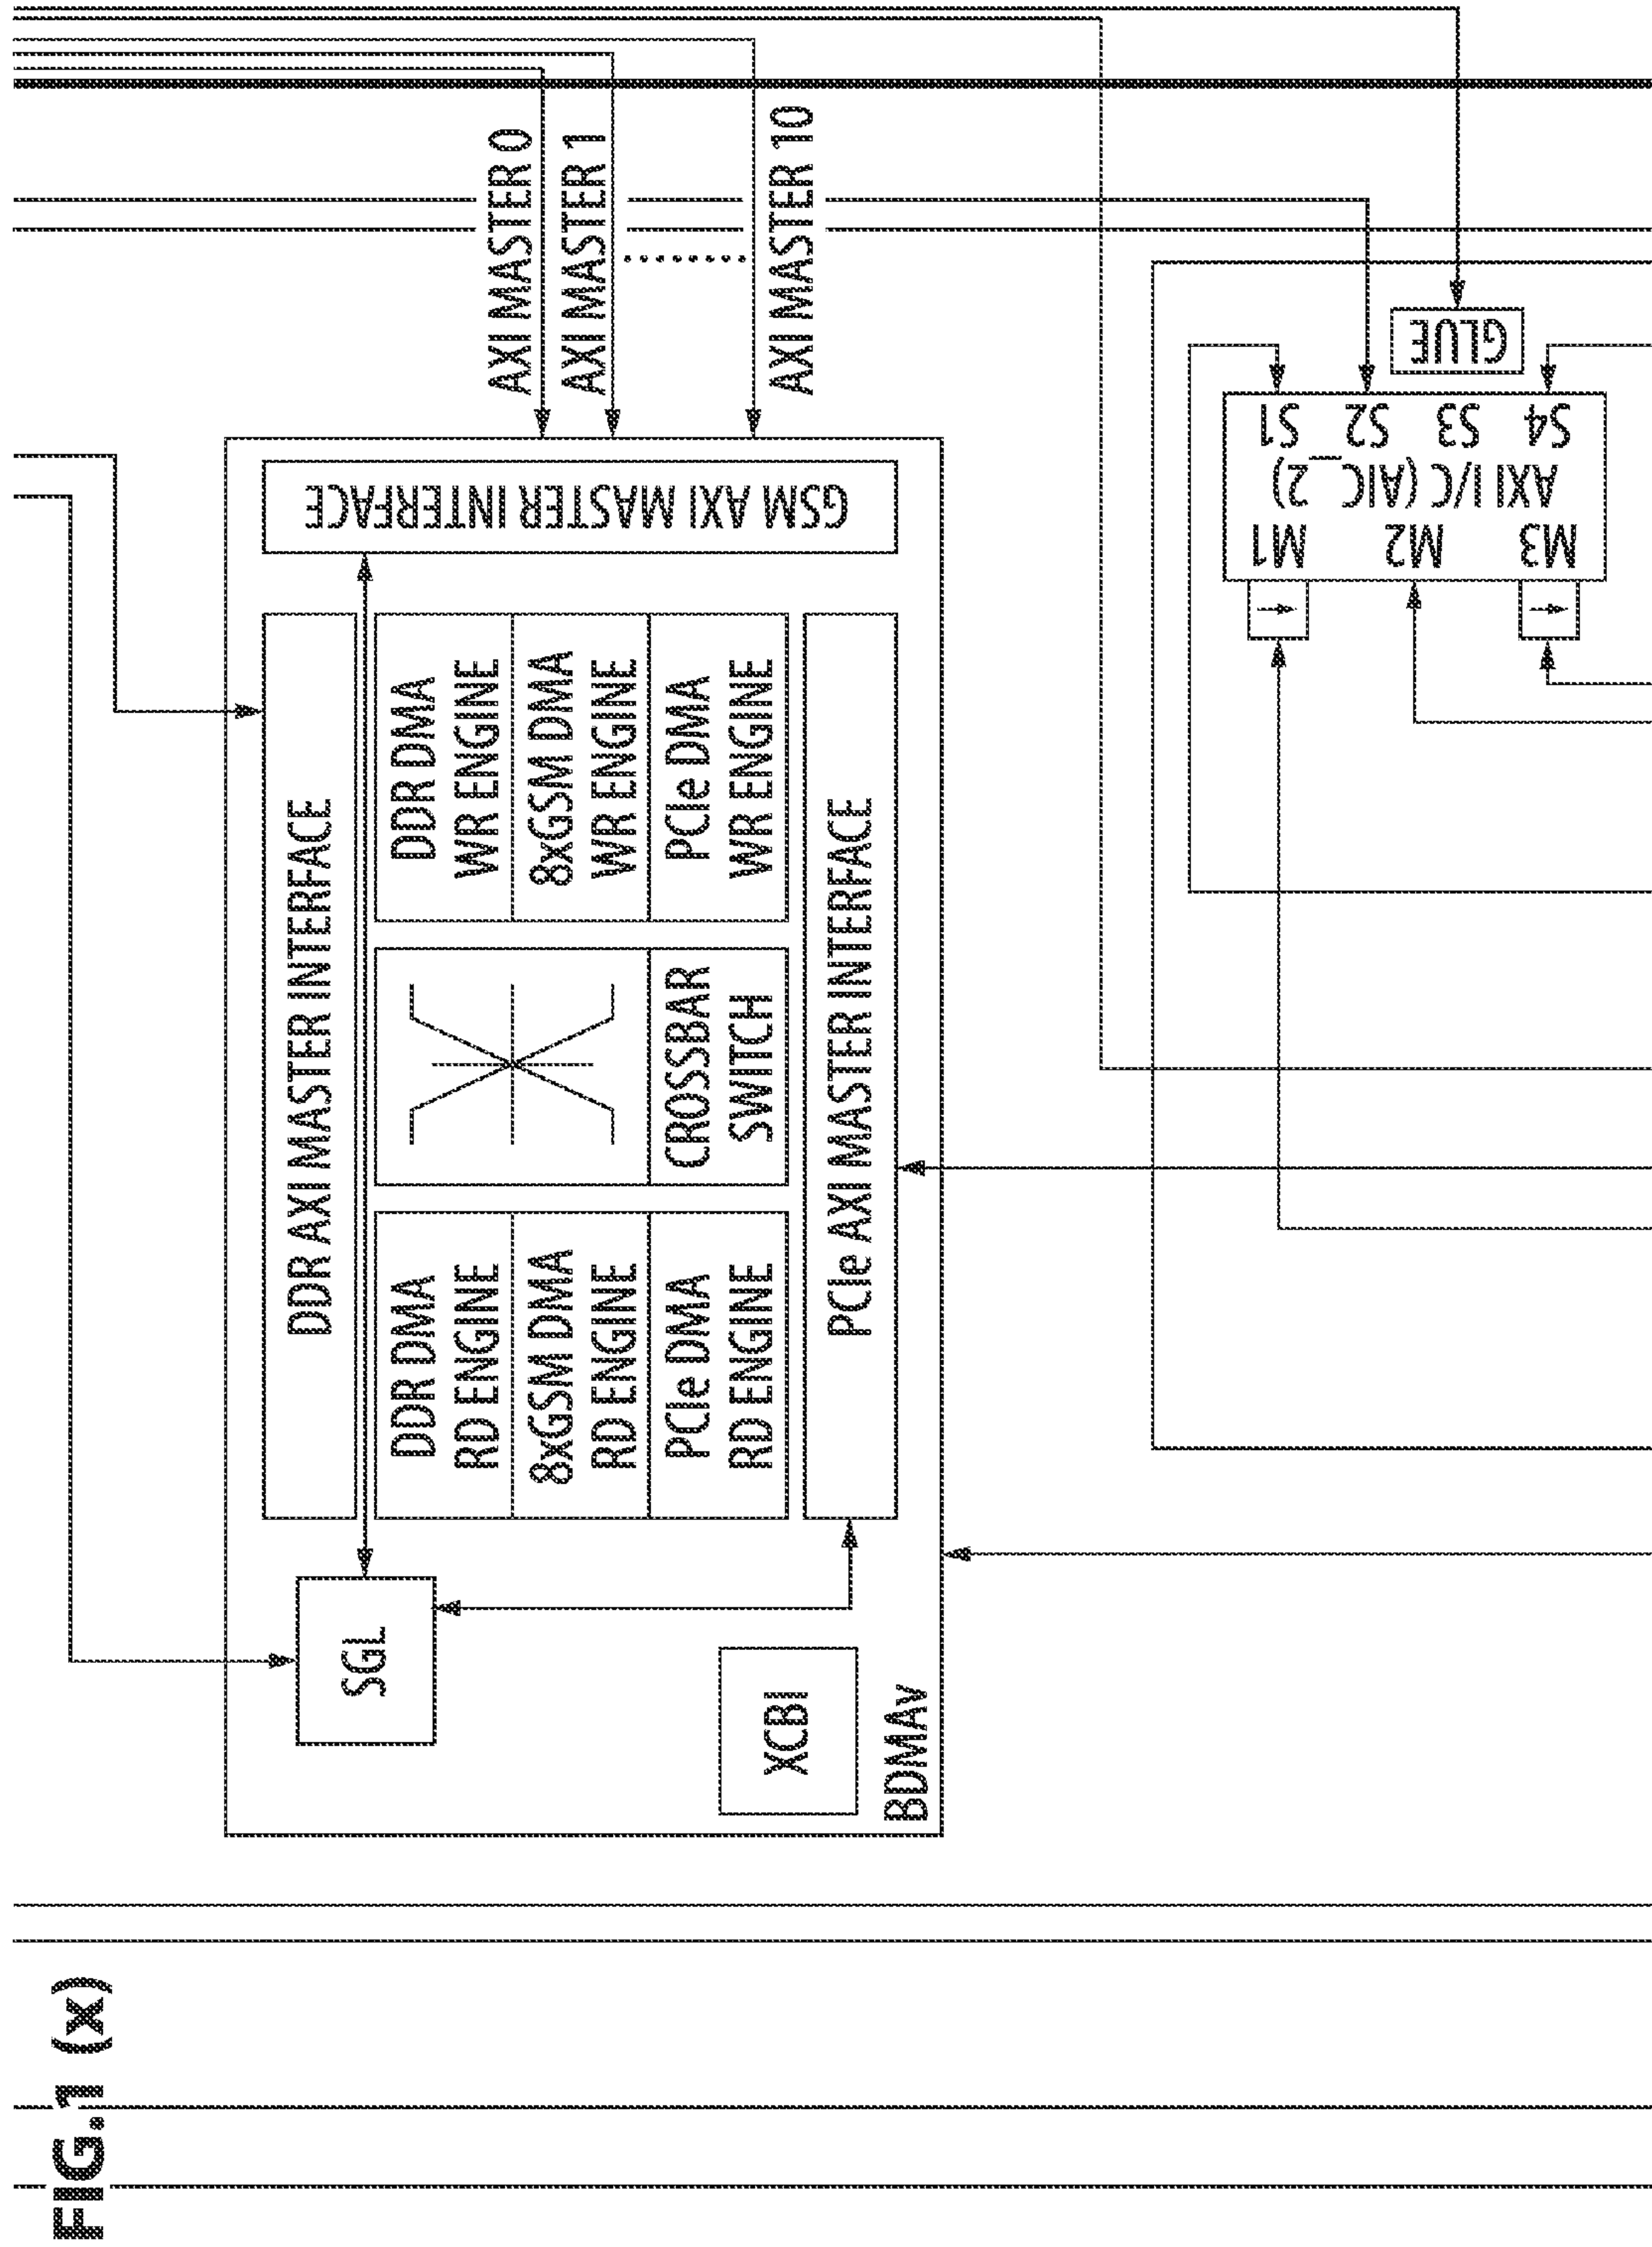 FIG.1 (x)
AXI MASTER 0
AXI MASTER 1
AXI MASTER 10
GSM AXI MASTER INTERFACE
DDR AXI MASTER INTERFACE
DDR DMA
WR ENGINE
8xGSM DMA
WR ENGINE
PCIe DMA
WR ENGINE
CROSSBAR
SWITCH
DDR DMA
RD ENGINE
8xGSM DMA
RD ENGINE
PCIe DMA
RD ENGINE
PCIe AXI MASTER INTERFACE
SGL
XCBI
BDMAv
GLUE
S1 S2 S3 S4
AXI I/C (AIC_2)
M1 M2 M3